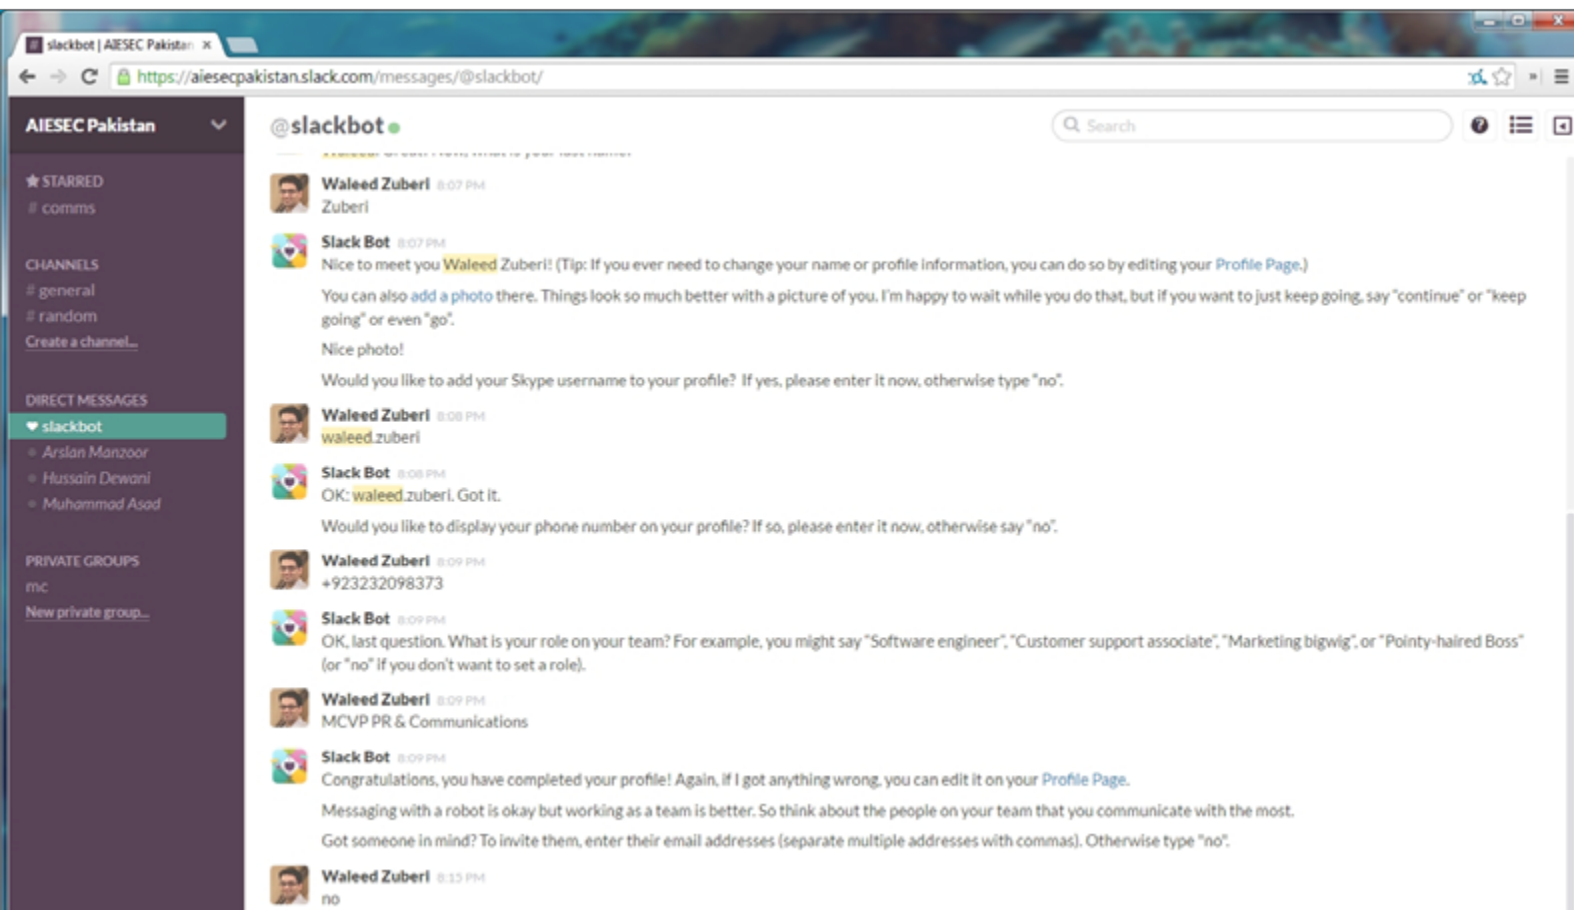 slackbot | AIESEC Pakistan
https://aiesecpakistan.slack.com/messages/@slackbot/
AIESEC Pakistan
STARRED
# comms
CHANNELS
# general
# random
Create a channel...
DIRECT MESSAGES
slackbot
Arslan Manzoor
Hussain Dewani
Muhammad Asad
PRIVATE GROUPS
mc
New private group...
@slackbot
Search
Waleed. Great! Now, what is your last name?
Waleed Zuberi 8:07 PM
Zuberi
Slack Bot 8:07 PM
Nice to meet you Waleed Zuberi! (Tip: If you ever need to change your name or profile information, you can do so by editing your Profile Page.)
You can also add a photo there. Things look so much better with a picture of you. I'm happy to wait while you do that, but if you want to just keep going, say "continue" or "keep
going" or even "go".
Nice photo!
Would you like to add your Skype username to your profile? If yes, please enter it now, otherwise type "no".
Waleed Zuberi 8:08 PM
waleed.zuberi
Slack Bot 8:08 PM
OK: waleed.zuberi. Got it.
Would you like to display your phone number on your profile? If so, please enter it now, otherwise say "no".
Waleed Zuberi 8:09 PM
+923232098373
Slack Bot 8:09 PM
OK, last question. What is your role on your team? For example, you might say "Software engineer", "Customer support associate", "Marketing bigwig", or "Pointy-haired Boss"
(or "no" if you don't want to set a role).
Waleed Zuberi 8:09 PM
MCVP PR & Communications
Slack Bot 8:09 PM
Congratulations, you have completed your profile! Again, if I got anything wrong, you can edit it on your Profile Page.
Messaging with a robot is okay but working as a team is better. So think about the people on your team that you communicate with the most.
Got someone in mind? To invite them, enter their email addresses (separate multiple addresses with commas). Otherwise type "no".
Waleed Zuberi 8:15 PM
no